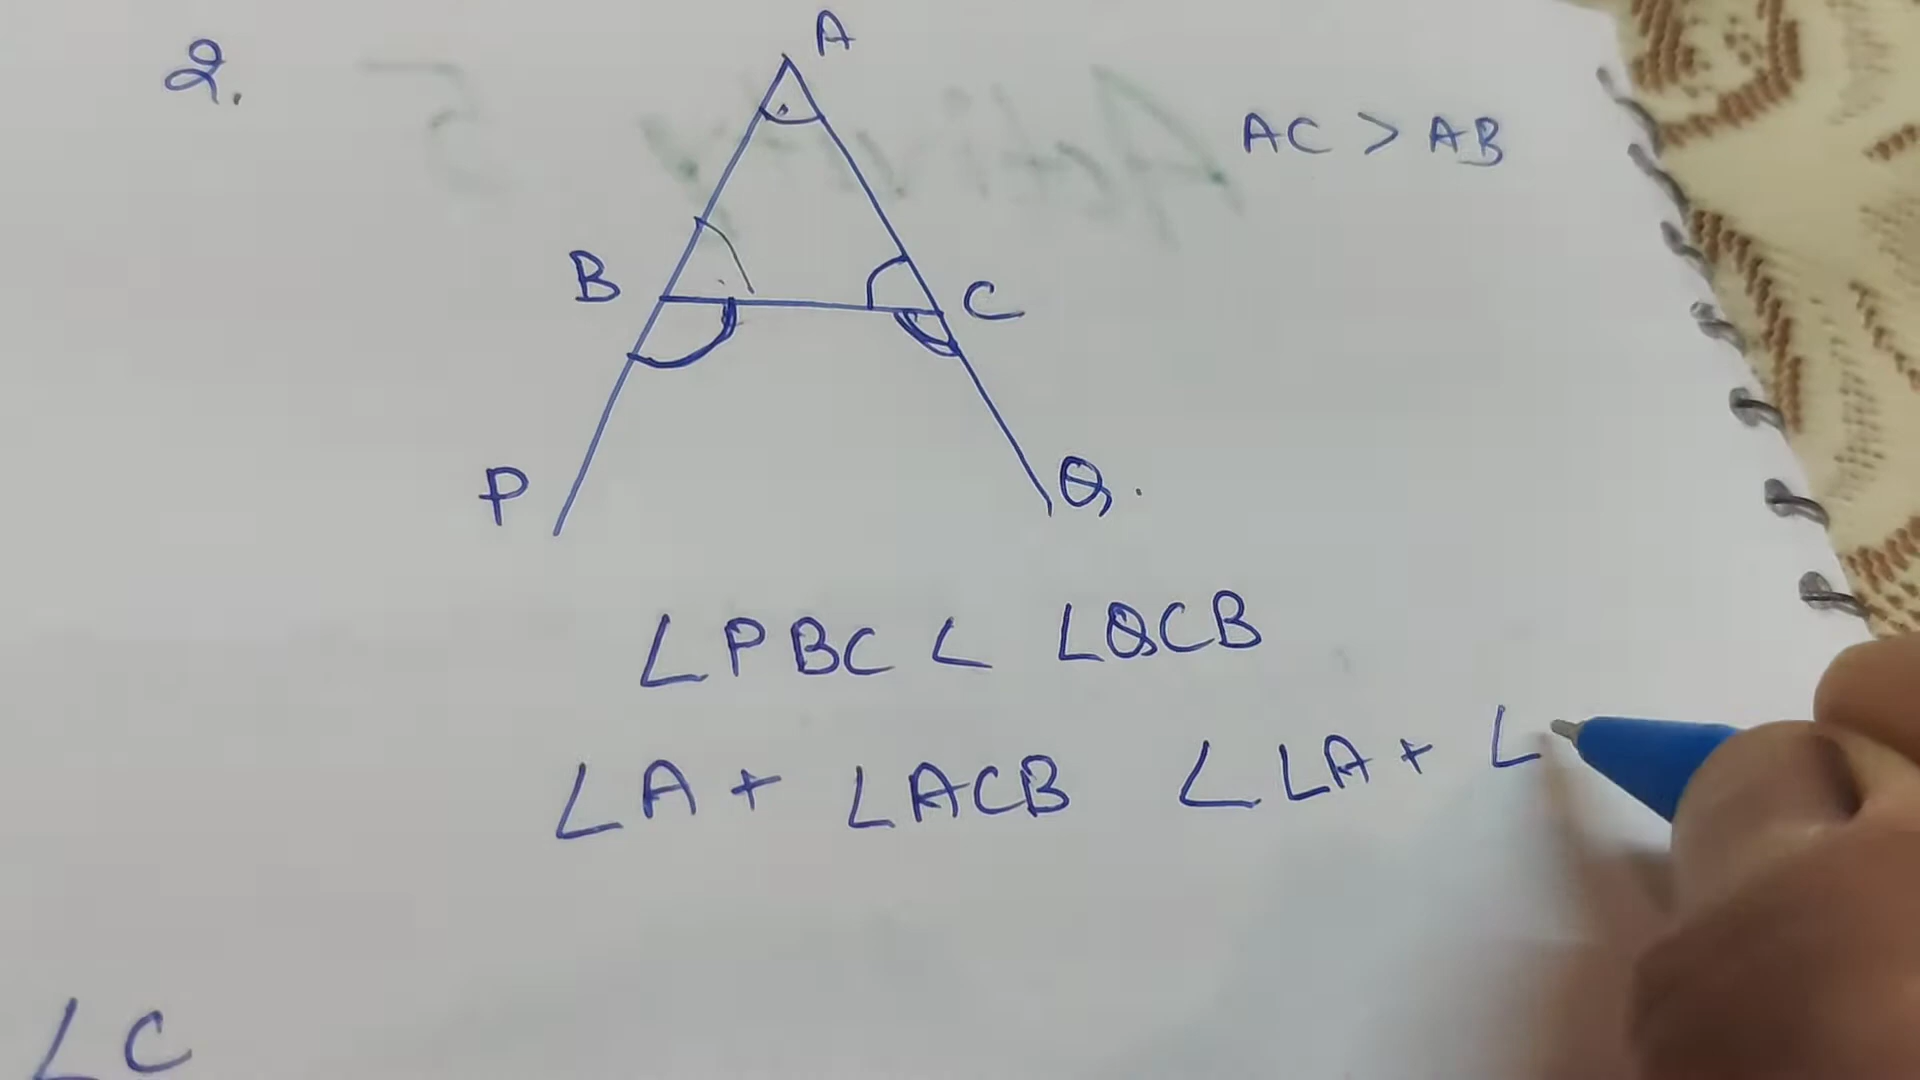 2.
A
AC > AB
B
C
P
Q.
∠PBC < ∠QCB
∠A + ∠ACB < ∠A + ∠
∠C